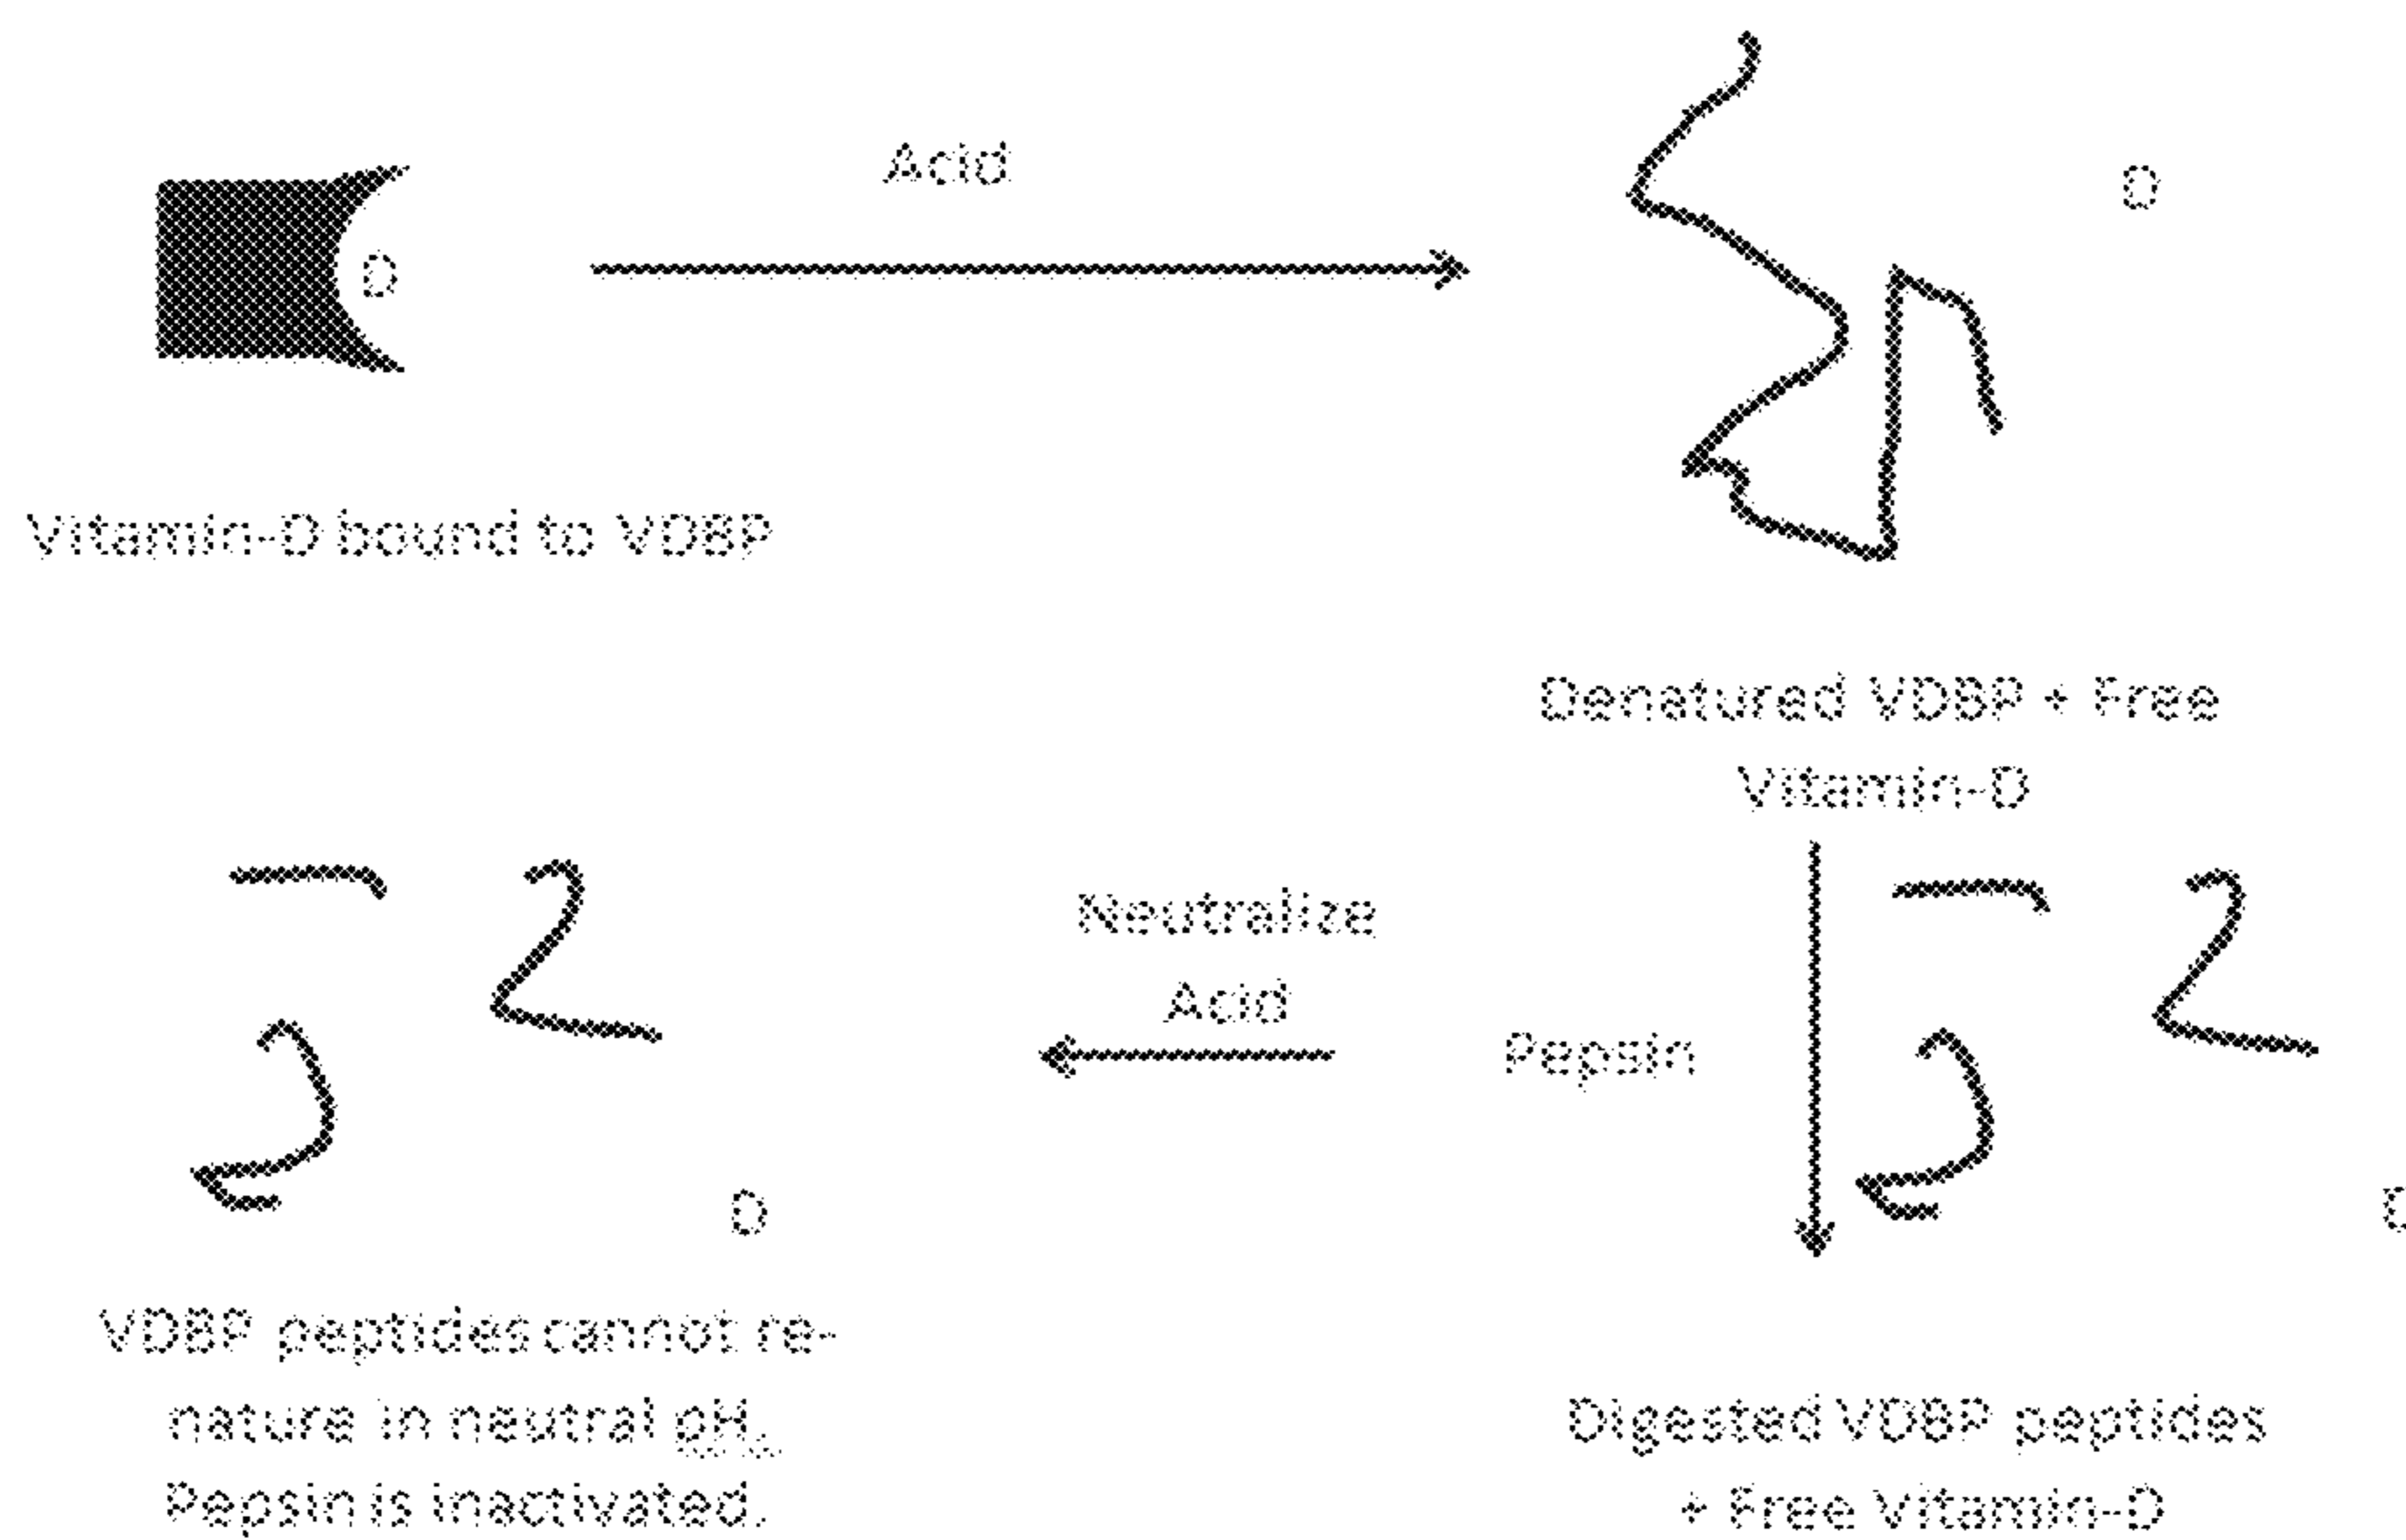 Acid
D
D
Vitamin-D bound to VDBP
Denatured VDBP + Free
Vitamin-D
Neutralize
Acid
Pepsin
D
D
VDBP peptides cannot re-
nature in neutral pH.
Pepsin is inactivated.
Digested VDBP peptides
+ Free Vitamin-D